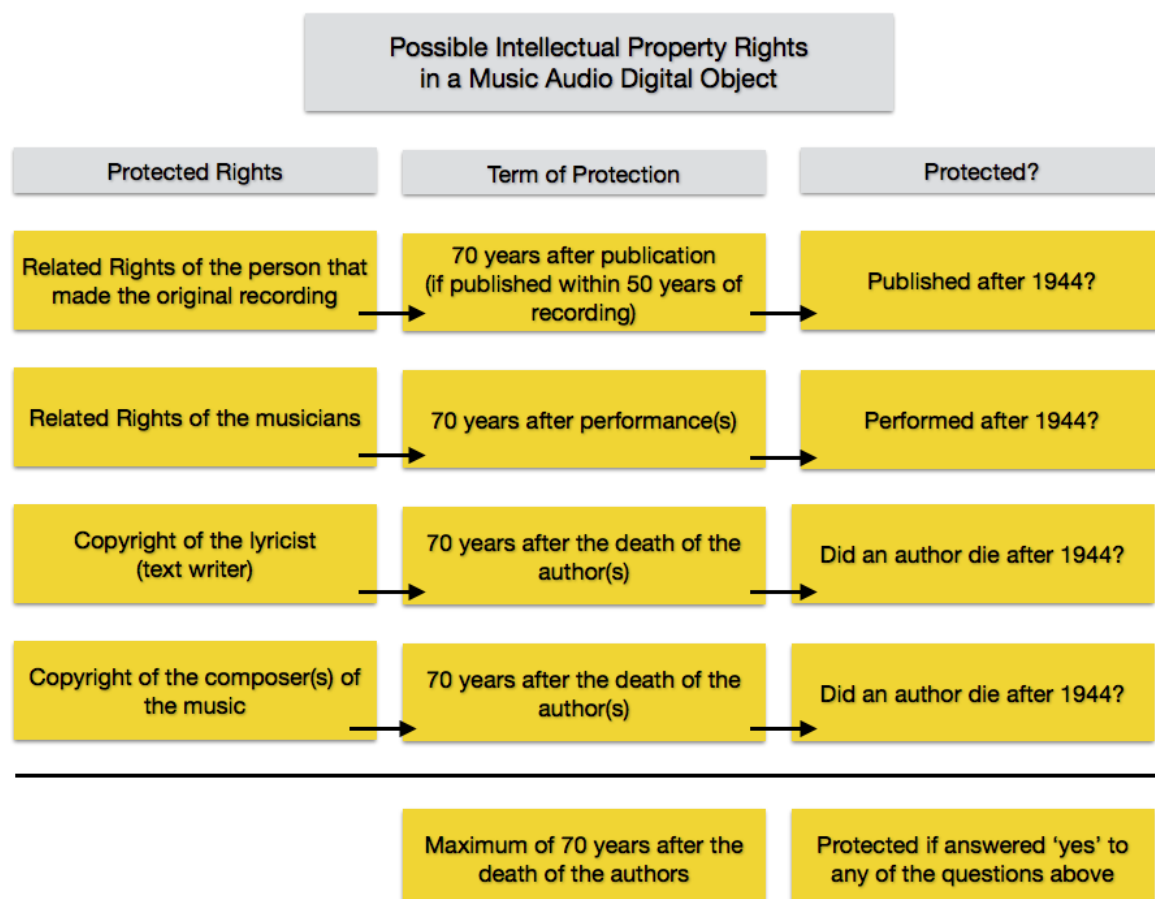 Possible Intellectual Property Rights
in a Music Audio Digital Object
Protected Rights
Term of Protection
Protected?
Related Rights of the person that
made the original recording
70 years after publication
(if published within 50 years of
recording)
Published after 1944?
Related Rights of the musicians
70 years after performance(s)
Performed after 1944?
Copyright of the lyricist
(text writer)
70 years after the death of the
author(s)
Did an author die after 1944?
Copyright of the composer(s) of
the music
70 years after the death of the
author(s)
Did an author die after 1944?
Maximum of 70 years after the
death of the authors
Protected if answered ‘yes’ to
any of the questions above